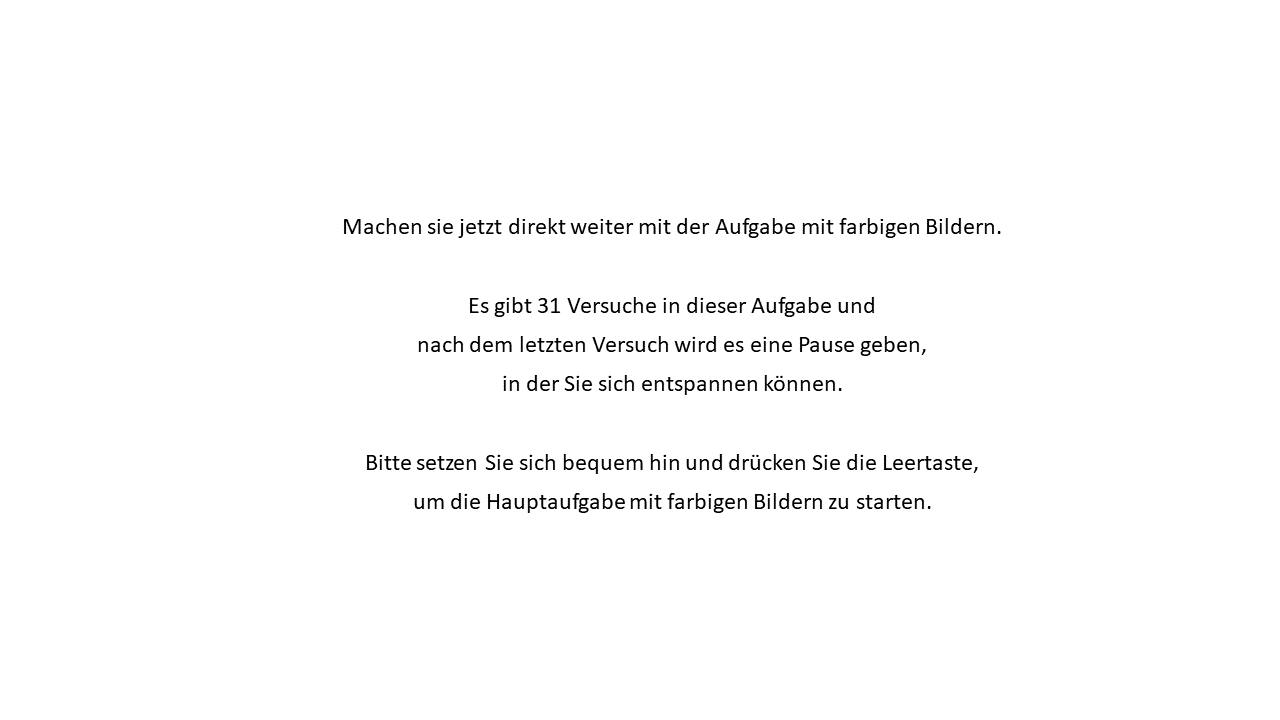 Machen sie jetzt direkt weiter mit der Aufgabe mit farbigen Bildern.
Es gibt 31 Versuche in dieser Aufgabe und
nach dem letzten Versuch wird es eine Pause geben,
in der Sie sich entspannen können.
Bitte setzen Sie sich bequem hin und drücken Sie die Leertaste,
um die Hauptaufgabe mit farbigen Bildern zu starten.